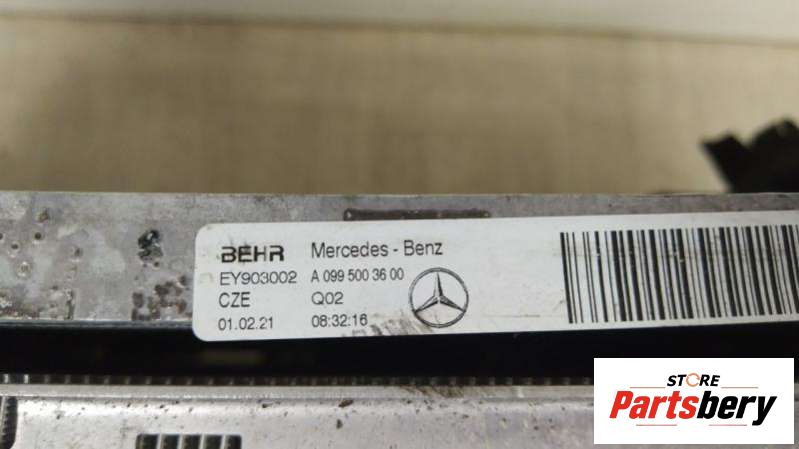 BEHR Mercedes - Benz
EY903002 A 099 500 36 00
CZE Q02
01.02.21 08:32:16
STORE
Partsbery